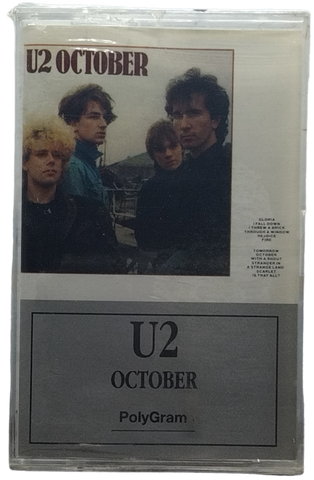 U2 OCTOBER
GLORIA
I FALL DOWN
I THREW A BRICK
THROUGH A WINDOW
REJOICE
FIRE
TOMORROW
OCTOBER
WITH A SHOUT
STRANGER IN
A STRANGE LAND
SCARLET
IS THAT ALL?
U2
OCTOBER
PolyGram